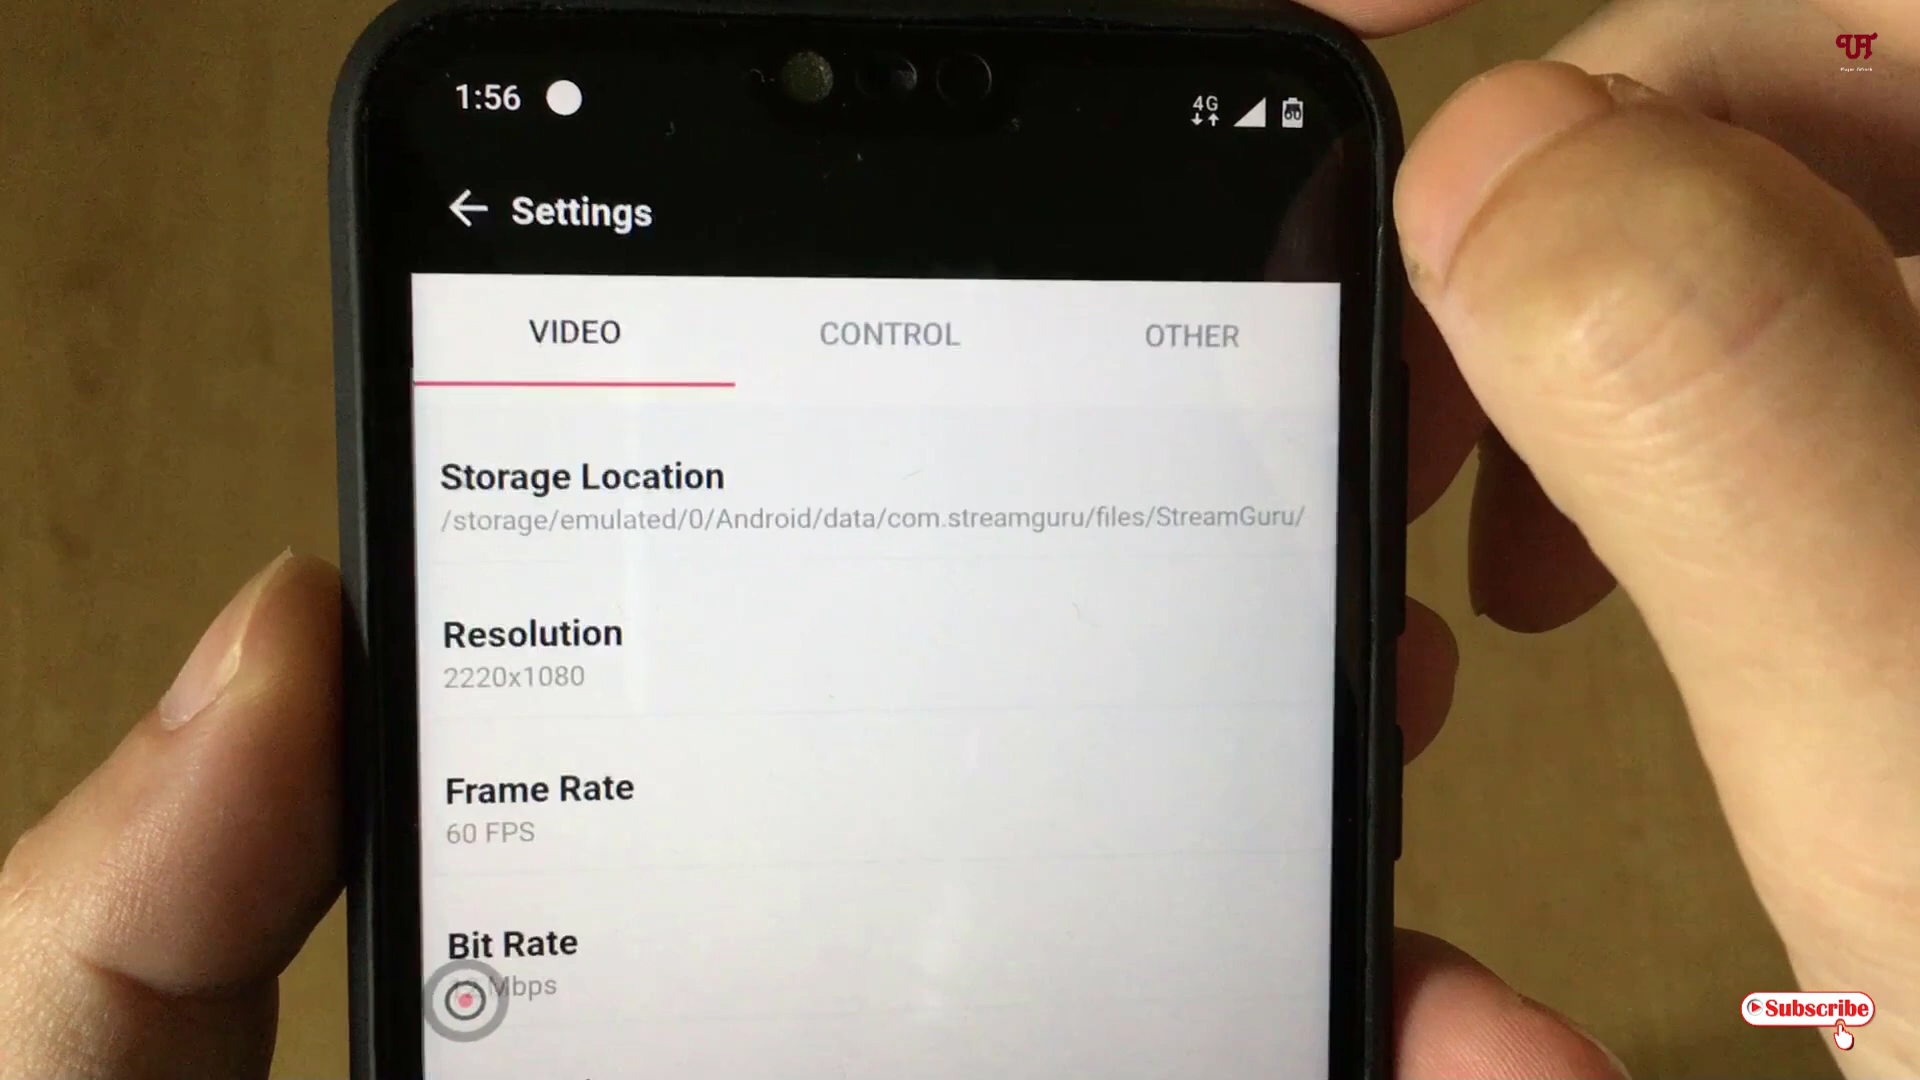 1:56
4G
60
Settings
VIDEO CONTROL OTHER
Storage Location
/storage/emulated/0/Android/data/com.streamguru/files/StreamGuru/
Resolution
2220x1080
Frame Rate
60 FPS
Bit Rate
Mbps
Subscribe